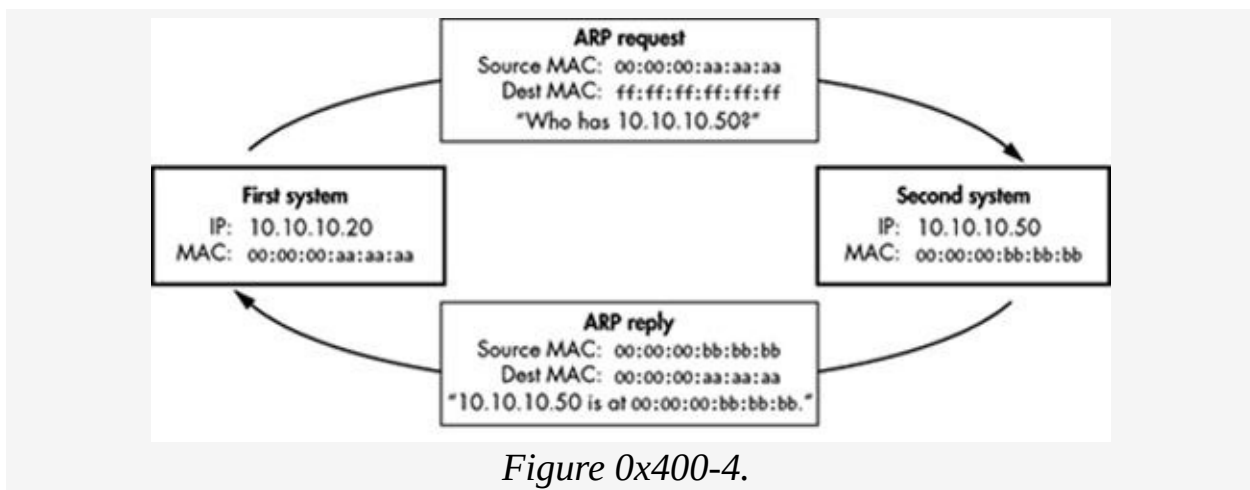 ARP request
Source MAC: 00:00:00:aa:aa:aa
Dest MAC: ff:ff:ff:ff:ff:ff
"Who has 10.10.10.50?"
First system
IP: 10.10.10.20
MAC: 00:00:00:aa:aa:aa
Second system
IP: 10.10.10.50
MAC: 00:00:00:bb:bb:bb
ARP reply
Source MAC: 00:00:00:bb:bb:bb
Dest MAC: 00:00:00:aa:aa:aa
"10.10.10.50 is at 00:00:00:bb:bb:bb."
Figure 0x400-4.